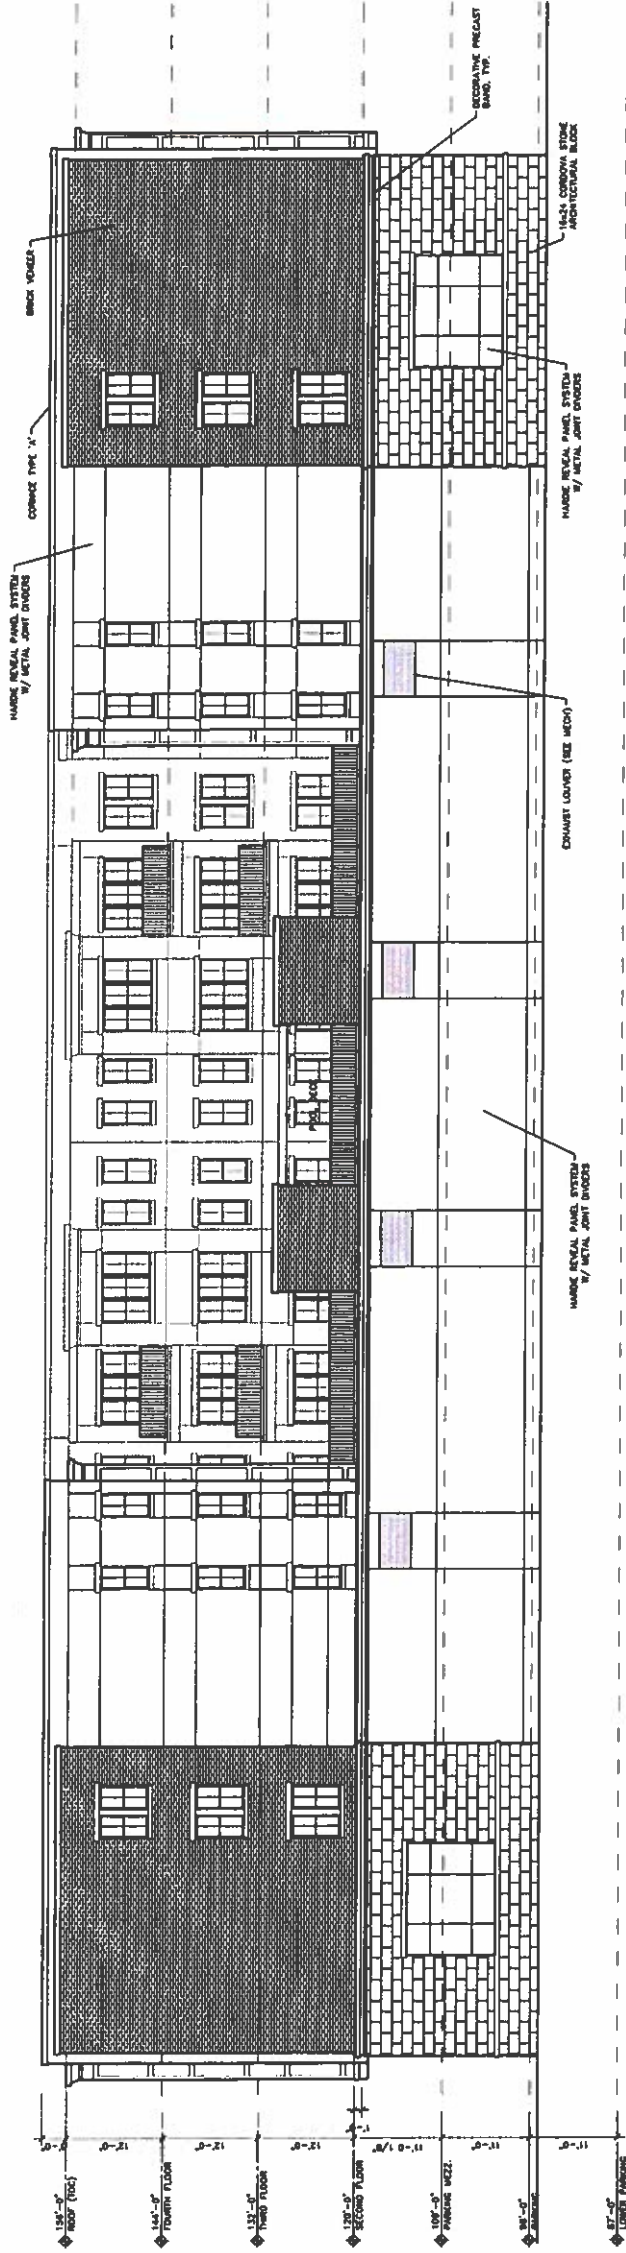 HARDIE REVEAL PANEL SYSTEM
W/ METAL JOINT DIVIDERS
CORNICE TYPE 'A'
BRICK VENEER
156'-0"
ROOF (TOC)
144'-0"
FOURTH FLOOR
132'-0"
THIRD FLOOR
120'-0"
SECOND FLOOR
109'-0"
PARKING MEZZ.
98'-0"
PARKING
87'-0"
LOWER PARKING
12'-0"
12'-0"
12'-0"
11'-0"
11'-0"
POOL DECK
HARDIE REVEAL PANEL SYSTEM
W/ METAL JOINT DIVIDERS
EXHAUST LOUVER (SEE MECH)
HARDIE REVEAL PANEL SYSTEM
W/ METAL JOINT DIVIDERS
16x24 CORDOVA STONE
ARCHITECTURAL BLOCK
DECORATIVE PRECAST
BAND, TYP.